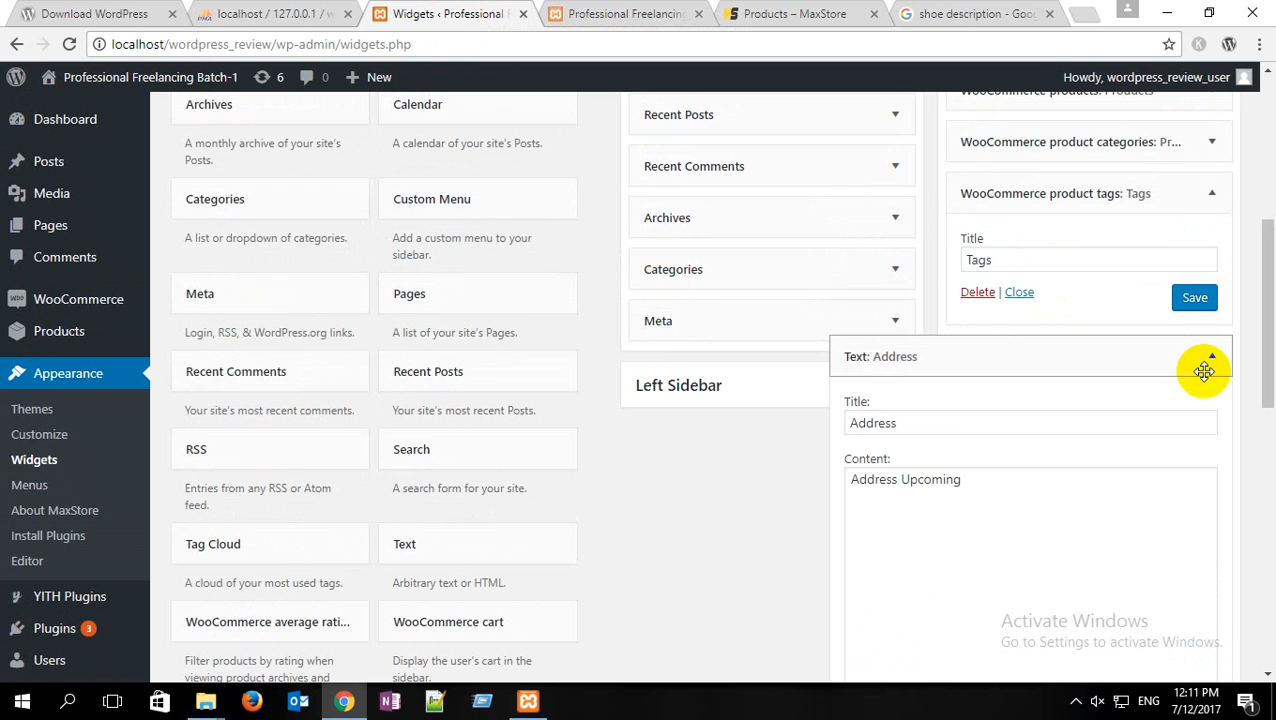 Download WordPress
localhost / 127.0.0.1 / w
Widgets ‹ Professional F
Professional Freelancing
Products – MaxStore
shoe description - Goog
localhost/wordpress_review/wp-admin/widgets.php
Professional Freelancing Batch-1
6
0
New
Howdy, wordpress_review_user
Dashboard
Posts
Media
Pages
Comments
WooCommerce
Products
Appearance
Themes
Customize
Widgets
Menus
About MaxStore
Install Plugins
Editor
YITH Plugins
Plugins 3
Users
Archives
A monthly archive of your site's
Posts.
Calendar
A calendar of your site's Posts.
Categories
A list or dropdown of categories.
Custom Menu
Add a custom menu to your
sidebar.
Meta
Login, RSS, & WordPress.org links.
Pages
A list of your site's Pages.
Recent Comments
Your site's most recent comments.
Recent Posts
Your site's most recent Posts.
RSS
Entries from any RSS or Atom
feed.
Search
A search form for your site.
Tag Cloud
A cloud of your most used tags.
Text
Arbitrary text or HTML.
WooCommerce average rati...
Filter products by rating when
viewing product archives and
WooCommerce cart
Display the user's cart in the
sidebar.
Recent Posts
Recent Comments
Archives
Categories
Meta
Left Sidebar
WooCommerce products: Products
WooCommerce product categories: Pr...
WooCommerce product tags: Tags
Title
Tags
Delete | Close
Save
Text: Address
Title:
Address
Content:
Address Upcoming
Activate Windows
Go to Settings to activate Windows.
ENG
12:11 PM
7/12/2017
1